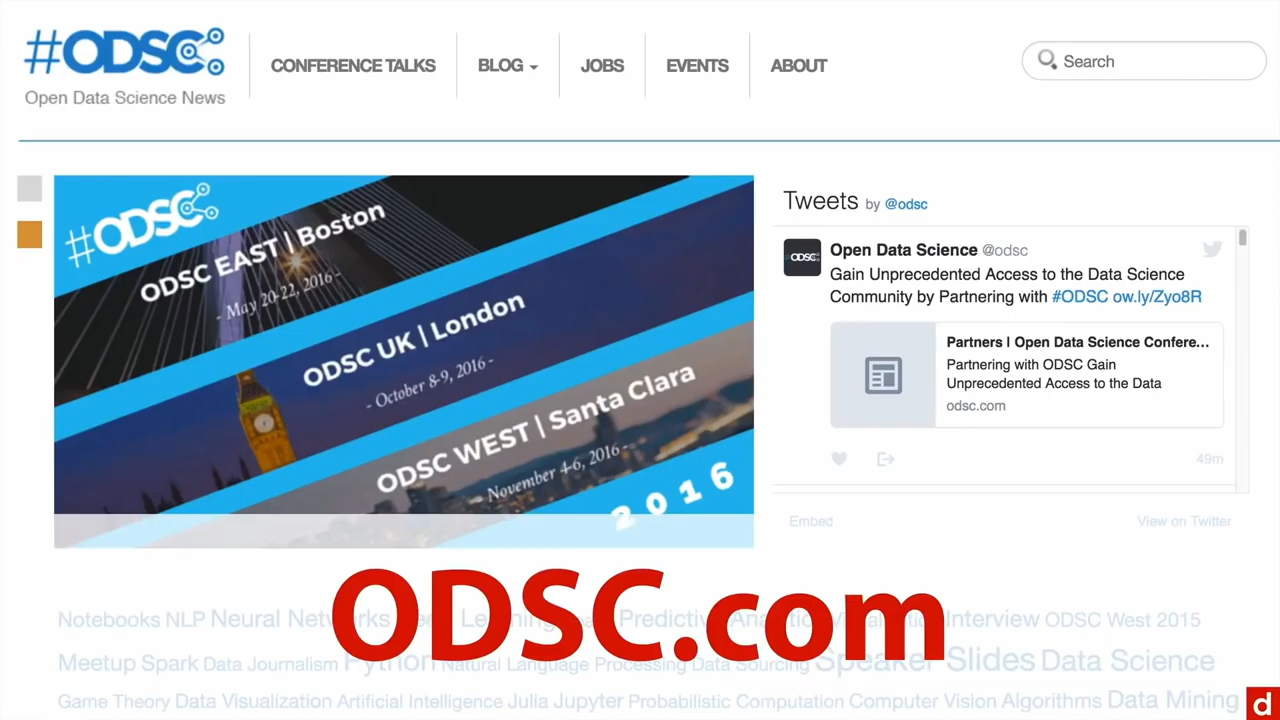 #ODSC
Open Data Science News
CONFERENCE TALKS
BLOG
JOBS
EVENTS
ABOUT
Search
#ODSC
ODSC EAST | Boston
- May 20-22, 2016 -
ODSC UK | London
- October 8-9, 2016 -
ODSC WEST | Santa Clara
- November 4-6, 2016 -
2016
Tweets by @odsc
ODSC
Open Data Science @odsc
Gain Unprecedented Access to the Data Science
Community by Partnering with #ODSC ow.ly/Zyo8R
Partners | Open Data Science Confere...
Partnering with ODSC Gain
Unprecedented Access to the Data
odsc.com
49m
Embed
View on Twitter
ODSC.com
Notebooks NLP Neural Networks Learning Predictive Interview ODSC West 2015
Meetup Spark Data Journalism Python Natural Language Processing Data Sourcing Speaker Slides Data Science
Game Theory Data Visualization Artificial Intelligence Julia Jupyter Probabilistic Computation Computer Vision Algorithms Data Mining
d